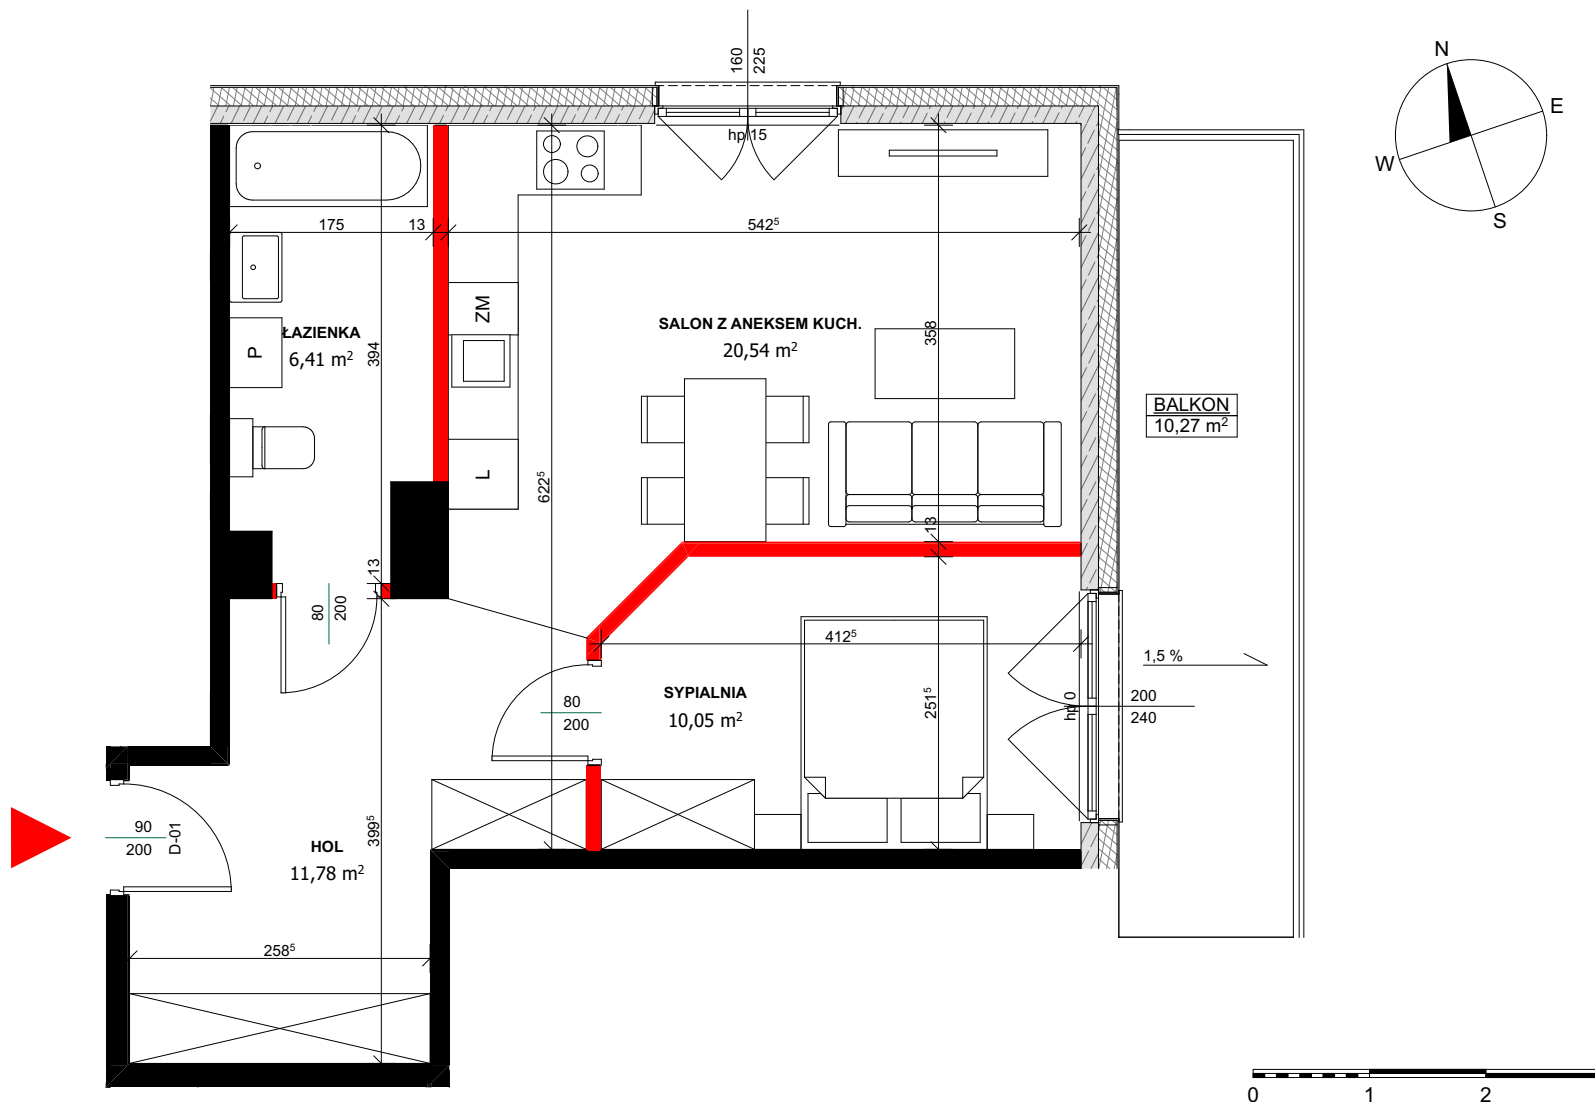 160
225
hp 15
N
E
W
S
175
13
542⁵
ŁAZIENKA
6,41 m²
394
P
ZM
L
SALON Z ANEKSEM KUCH.
20,54 m²
358
622⁵
13
13
BALKON
10,27 m²
80
200
412⁵
1,5 %
SYPIALNIA
10,05 m²
80
200
251⁵
hp 0
200
240
90
200
D-01
HOL
11,78 m²
399⁵
258⁵
0
1
2